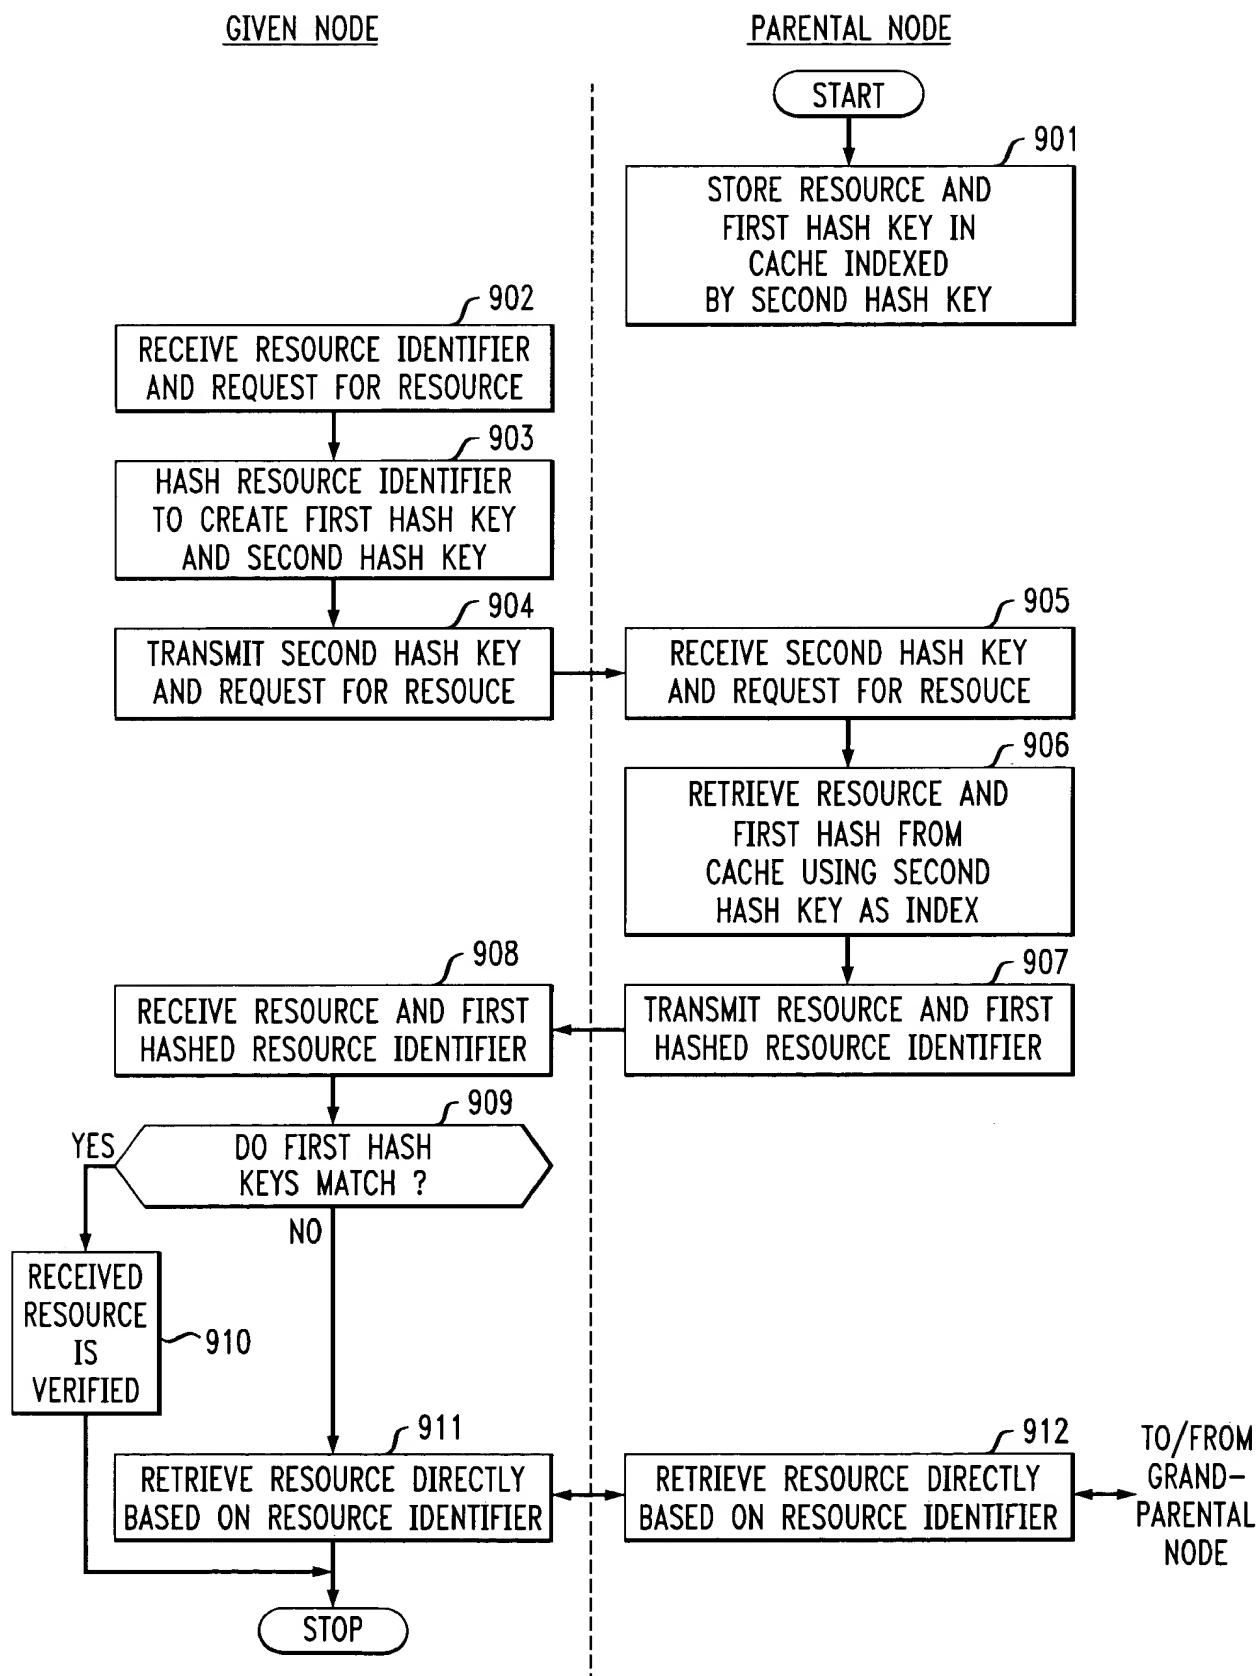 GIVEN NODE
PARENTAL NODE
START
901
STORE RESOURCE AND
FIRST HASH KEY IN
CACHE INDEXED
BY SECOND HASH KEY
902
RECEIVE RESOURCE IDENTIFIER
AND REQUEST FOR RESOURCE
903
HASH RESOURCE IDENTIFIER
TO CREATE FIRST HASH KEY
AND SECOND HASH KEY
904
TRANSMIT SECOND HASH KEY
AND REQUEST FOR RESOUCE
905
RECEIVE SECOND HASH KEY
AND REQUEST FOR RESOUCE
906
RETRIEVE RESOURCE AND
FIRST HASH FROM
CACHE USING SECOND
HASH KEY AS INDEX
907
TRANSMIT RESOURCE AND FIRST
HASHED RESOURCE IDENTIFIER
908
RECEIVE RESOURCE AND FIRST
HASHED RESOURCE IDENTIFIER
909
DO FIRST HASH
KEYS MATCH ?
YES
NO
RECEIVED
RESOURCE
IS
VERIFIED
910
911
RETRIEVE RESOURCE DIRECTLY
BASED ON RESOURCE IDENTIFIER
912
RETRIEVE RESOURCE DIRECTLY
BASED ON RESOURCE IDENTIFIER
TO/FROM
GRAND-
PARENTAL
NODE
STOP